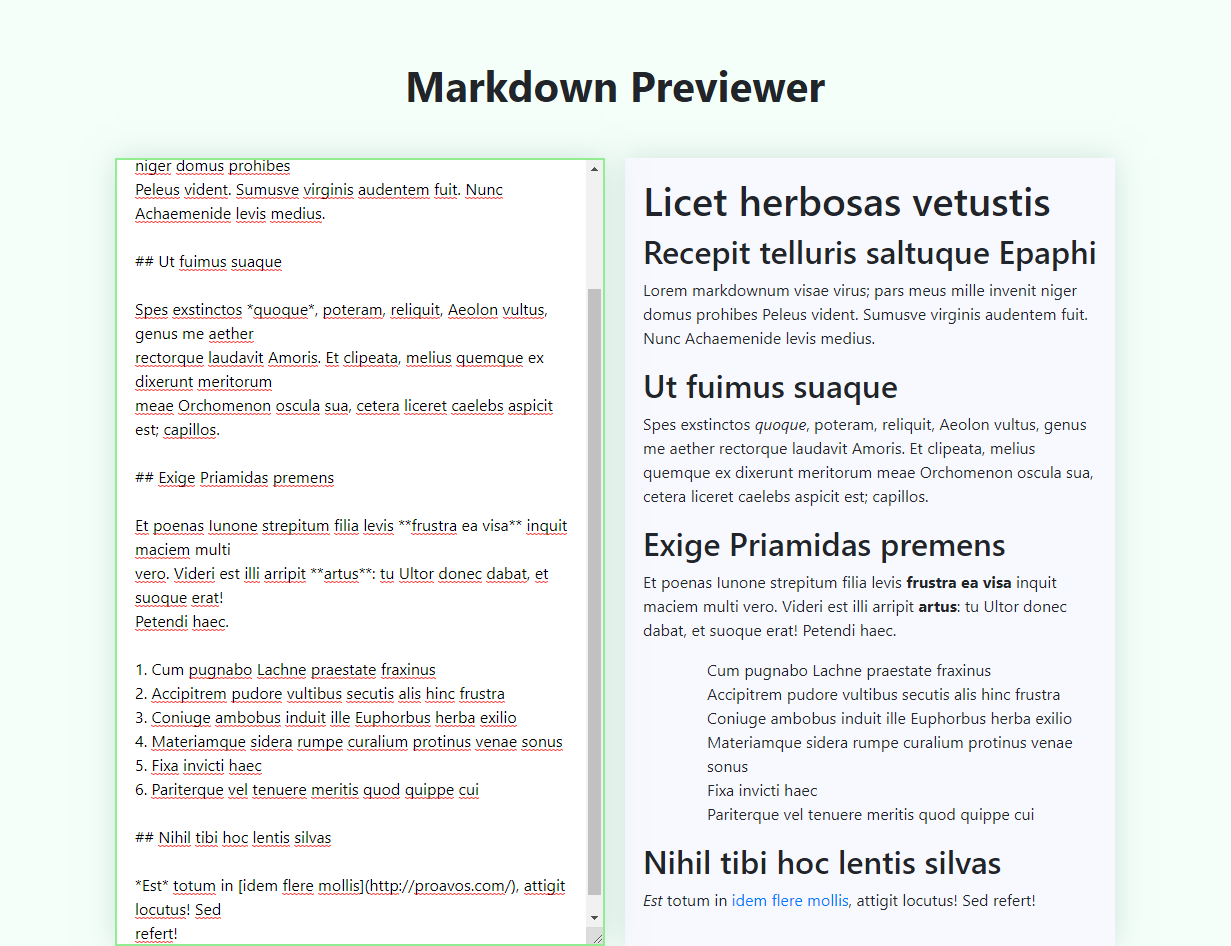 Markdown Previewer
niger domus prohibes
Peleus vident. Sumusve virginis audentem fuit. Nunc
Achaemenide levis medius.
## Ut fuimus suaque
Spes exstinctos *quoque*, poteram, reliquit, Aeolon vultus,
genus me aether
rectorque laudavit Amoris. Et clipeata, melius quemque ex
dixerunt meritorum
meae Orchomenon oscula sua, cetera liceret caelebs aspicit
est; capillos.
## Exige Priamidas premens
Et poenas Iunone strepitum filia levis **frustra ea visa** inquit
maciem multi
vero. Videri est illi arripit **artus**: tu Ultor donec dabat, et
suoque erat!
Petendi haec.
1. Cum pugnabo Lachne praestate fraxinus
2. Accipitrem pudore vultibus secutis alis hinc frustra
3. Coniuge ambobus induit ille Euphorbus herba exilio
4. Materiamque sidera rumpe curalium protinus venae sonus
5. Fixa invicti haec
6. Pariterque vel tenuere meritis quod quippe cui
## Nihil tibi hoc lentis silvas
*Est* totum in [idem flere mollis](http://proavos.com/), attigit
locutus! Sed
refert!
Licet herbosas vetustis
Recepit telluris saltuque Epaphi
Lorem markdownum visae virus; pars meus mille invenit niger
domus prohibes Peleus vident. Sumusve virginis audentem fuit.
Nunc Achaemenide levis medius.
Ut fuimus suaque
Spes exstinctos quoque, poteram, reliquit, Aeolon vultus, genus
me aether rectorque laudavit Amoris. Et clipeata, melius
quemque ex dixerunt meritorum meae Orchomenon oscula sua,
cetera liceret caelebs aspicit est; capillos.
Exige Priamidas premens
Et poenas Iunone strepitum filia levis frustra ea visa inquit
maciem multi vero. Videri est illi arripit artus: tu Ultor donec
dabat, et suoque erat! Petendi haec.
Cum pugnabo Lachne praestate fraxinus
Accipitrem pudore vultibus secutis alis hinc frustra
Coniuge ambobus induit ille Euphorbus herba exilio
Materiamque sidera rumpe curalium protinus venae
sonus
Fixa invicti haec
Pariterque vel tenuere meritis quod quippe cui
Nihil tibi hoc lentis silvas
Est totum in idem flere mollis, attigit locutus! Sed refert!